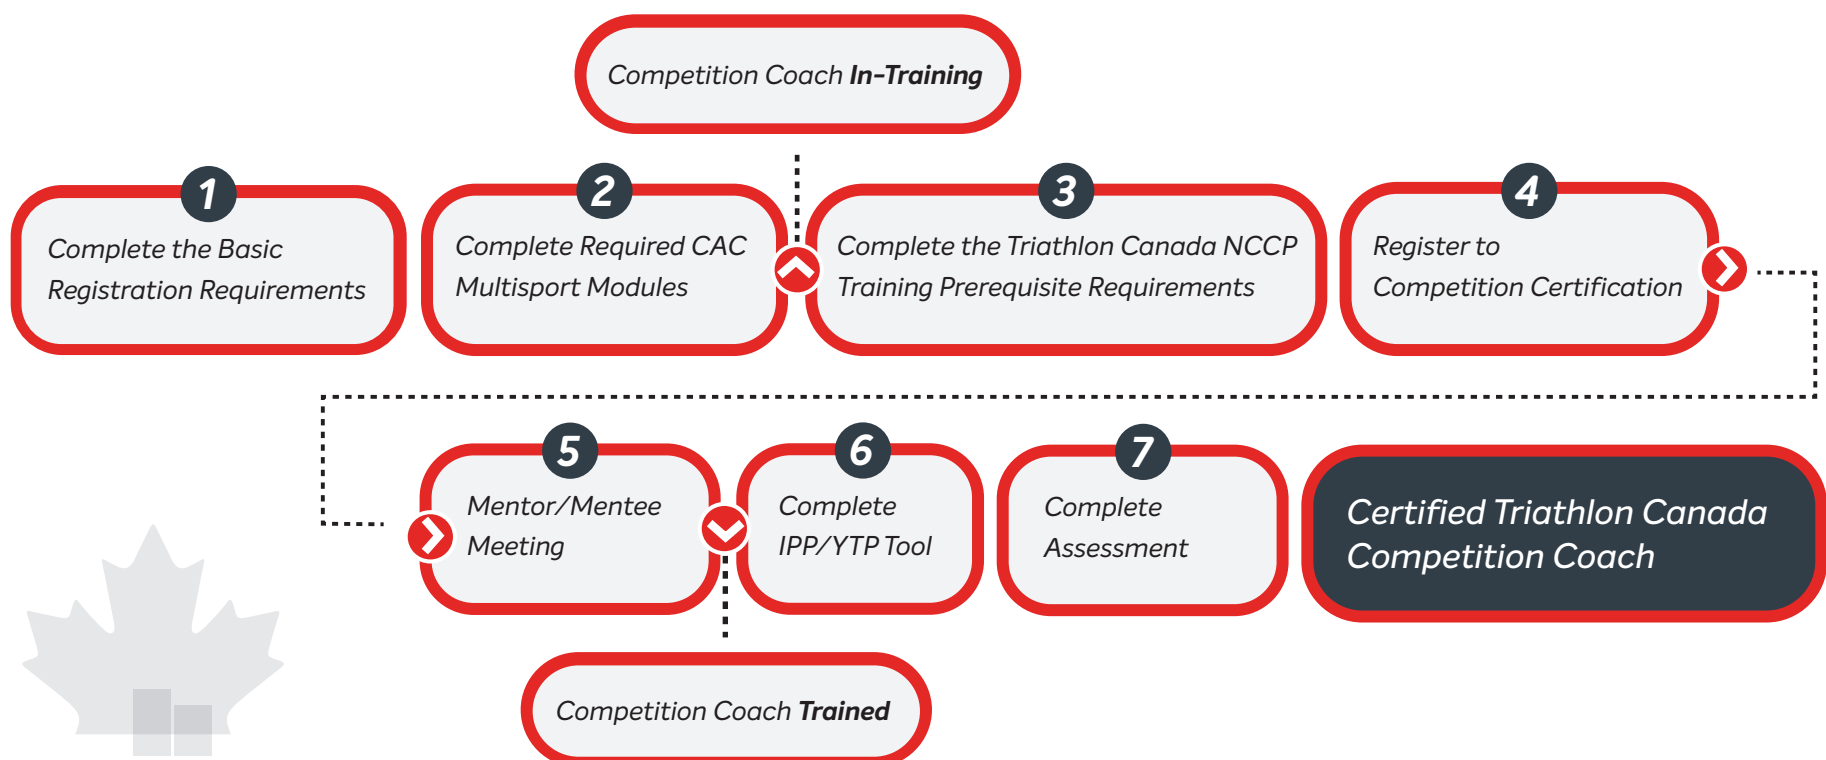 Competition Coach In-Training
1
Complete the Basic
Registration Requirements
2
Complete Required CAC
Multisport Modules
3
Complete the Triathlon Canada NCCP
Training Prerequisite Requirements
4
Register to
Competition Certification
5
Mentor/Mentee
Meeting
6
Complete
IPP/YTP Tool
7
Complete
Assessment
Certified Triathlon Canada
Competition Coach
Competition Coach Trained